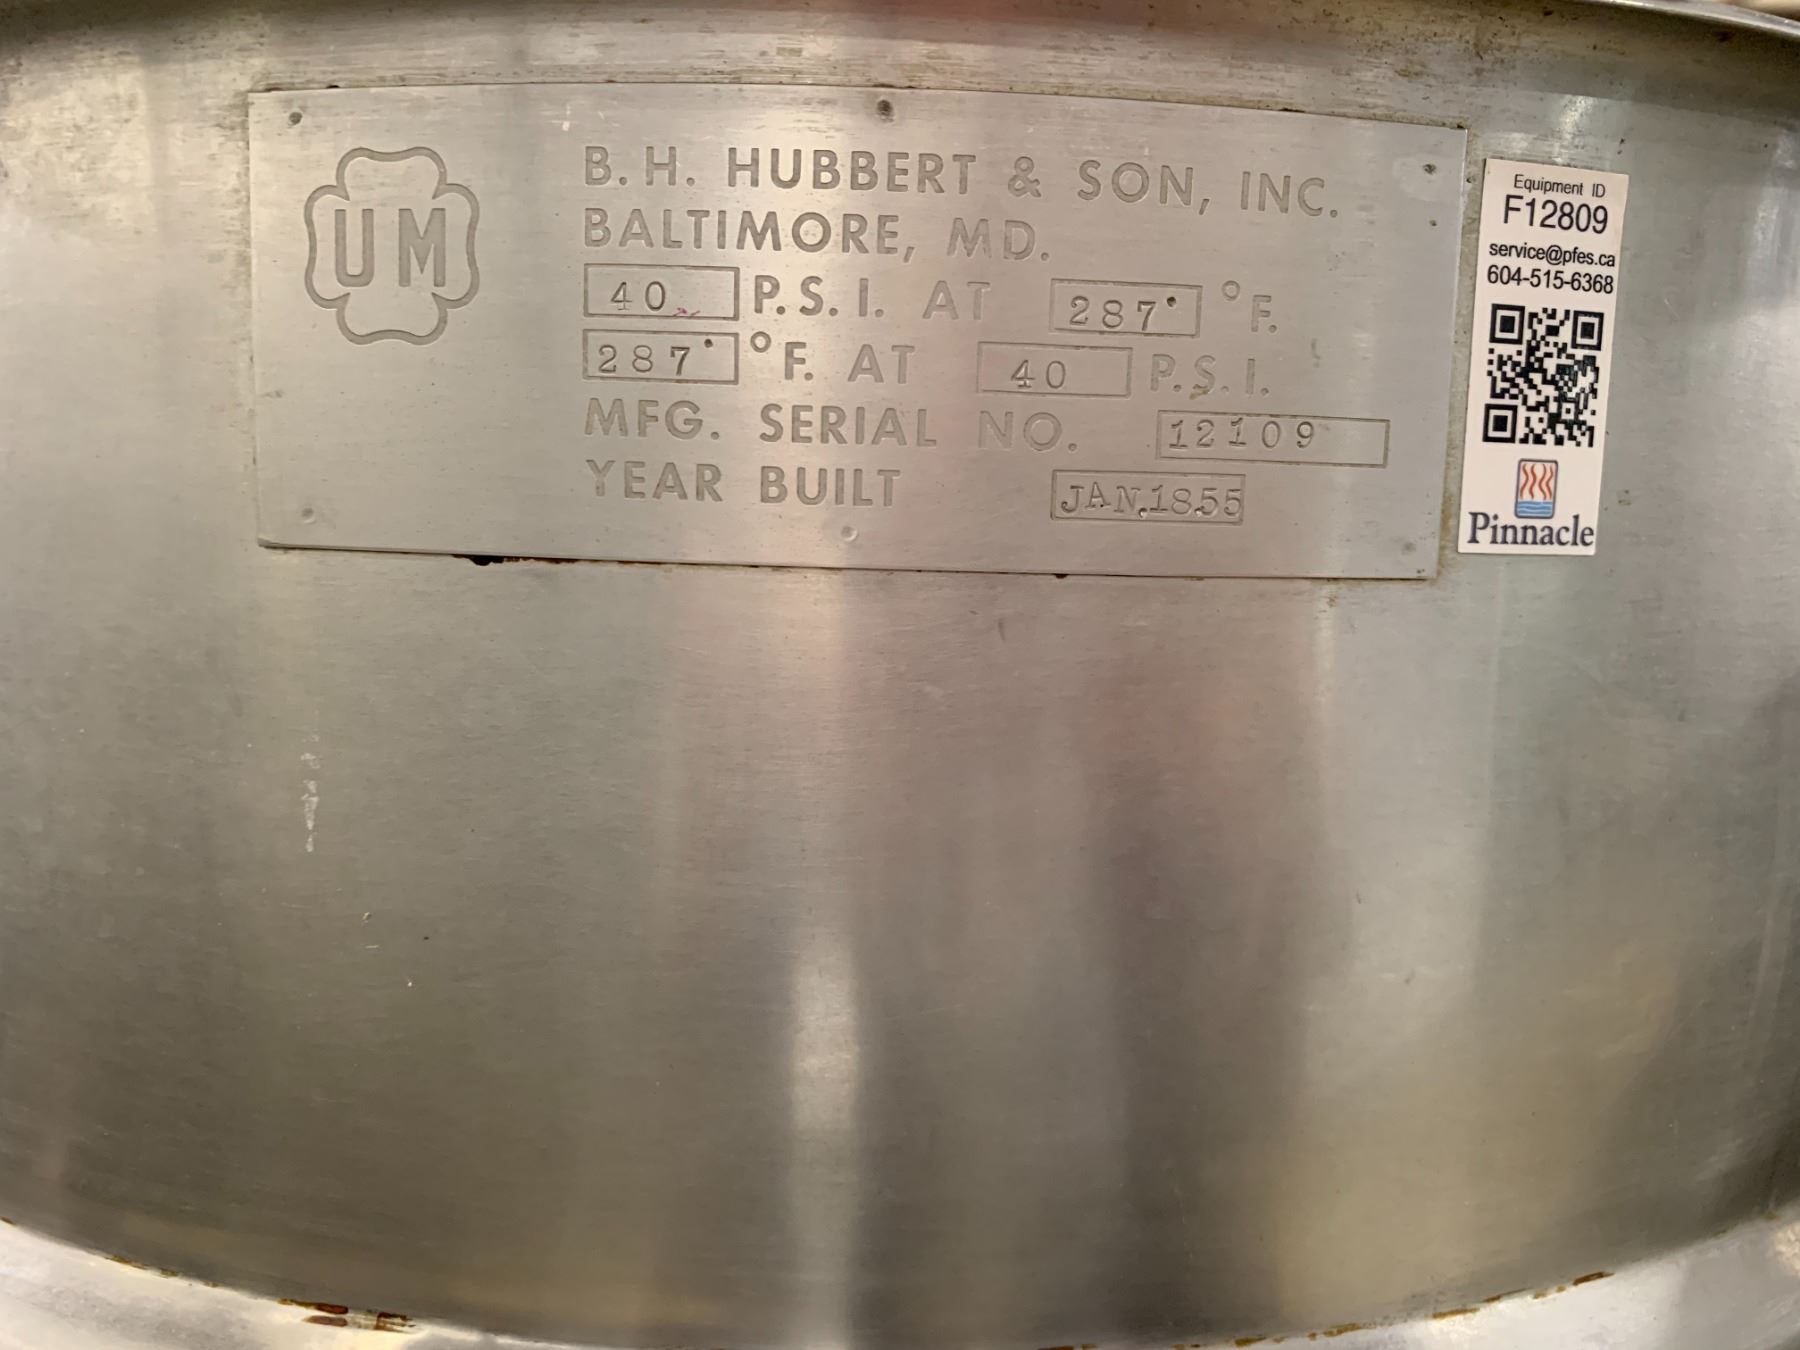 UM
B. H. HUBBERT & SON, INC.
BALTIMORE, MD.
40 P.S.I. AT 287° °F.
287° °F. AT 40 P.S.I.
MFG. SERIAL NO. 12109
YEAR BUILT JAN.1855
Equipment ID
F12809
service@pfes.ca
604-515-6368
Pinnacle